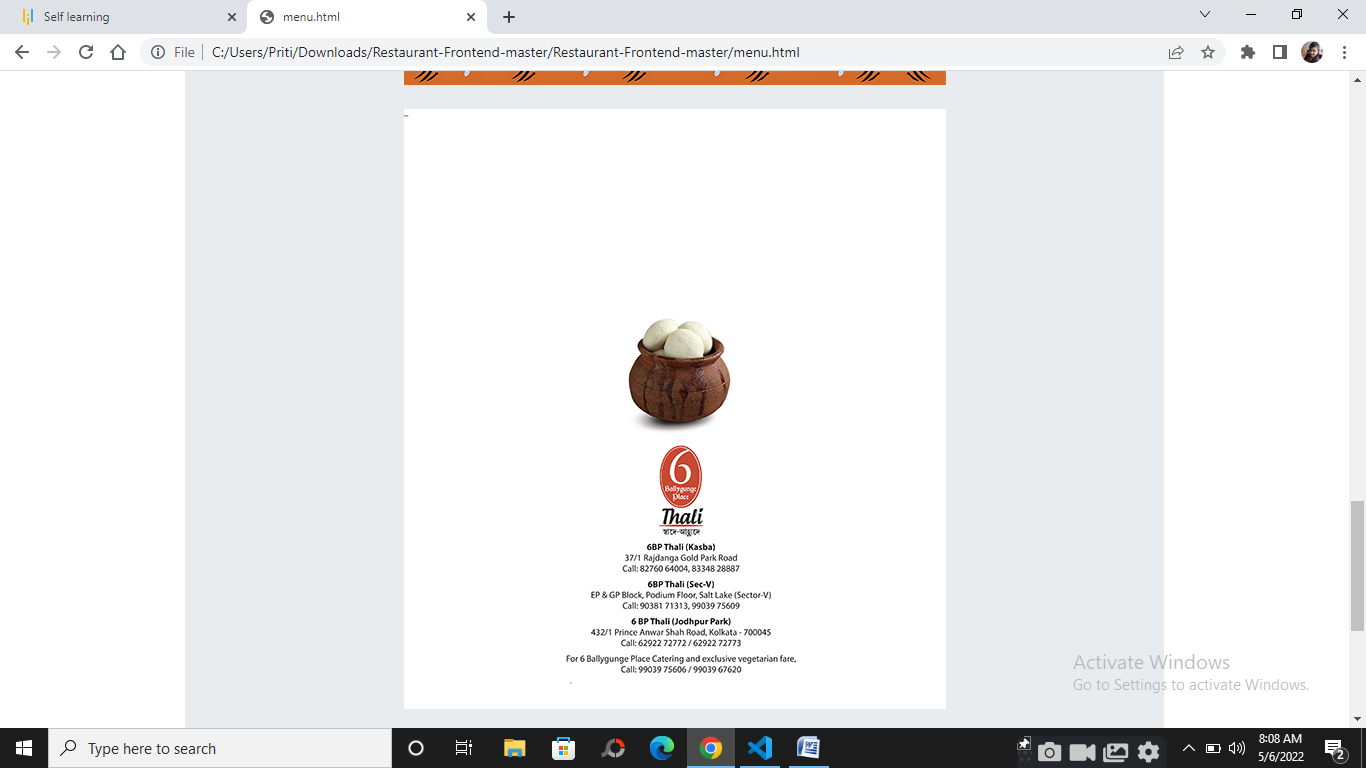 Self learning
menu.html
File
C:/Users/Priti/Downloads/Restaurant-Frontend-master/Restaurant-Frontend-master/menu.html
6
Ballygunge
Place
Thali
স্বাদে-আহ্লাদে
6BP Thali (Kasba)
37/1 Rajdanga Gold Park Road
Call: 82760 64004, 83348 28887
6BP Thali (Sec-V)
EP & GP Block, Podium Floor, Salt Lake (Sector-V)
Call: 90381 71313, 99039 75609
6 BP Thali (Jodhpur Park)
432/1 Prince Anwar Shah Road, Kolkata - 700045
Call: 62922 72772 / 62922 72773
For 6 Ballygunge Place Catering and exclusive vegetarian fare,
Call: 99039 75606 / 99039 67620
Activate Windows
Go to Settings to activate Windows.
Type here to search
8:08 AM
5/6/2022
2